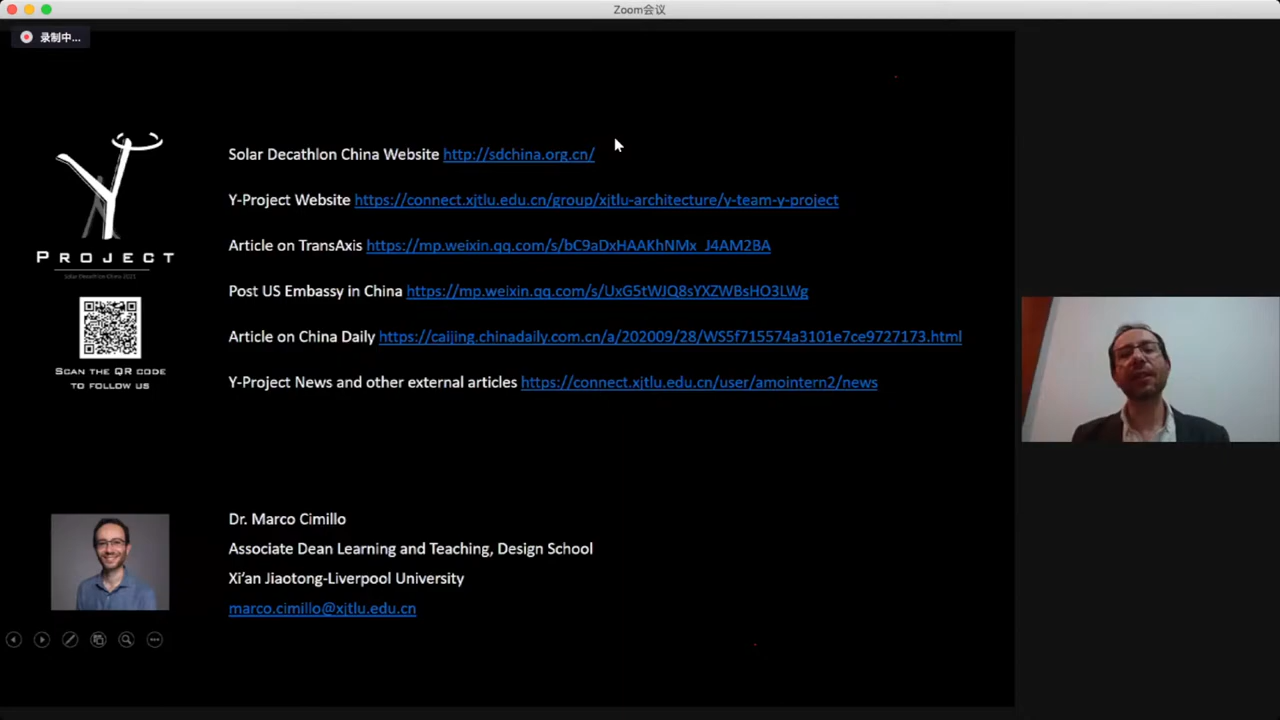 Zoom会议
录制中...
Solar Decathlon China Website http://sdchina.org.cn/
Y-Project Website https://connect.xjtlu.edu.cn/group/xjtlu-architecture/y-team-y-project
Article on TransAxis https://mp.weixin.qq.com/s/bC9aDxHAAKhNMx_J4AM2BA
Post US Embassy in China https://mp.weixin.qq.com/s/UxG5tWJQ8sYXZWBsHO3LWg
Article on China Daily https://caijing.chinadaily.com.cn/a/202009/28/WS5f715574a3101e7ce9727173.html
Y-Project News and other external articles https://connect.xjtlu.edu.cn/user/amointern2/news
PROJECT
Solar Decathlon China 2021
SCAN THE QR CODE
TO FOLLOW US
Dr. Marco Cimillo
Associate Dean Learning and Teaching, Design School
Xi’an Jiaotong-Liverpool University
marco.cimillo@xjtlu.edu.cn